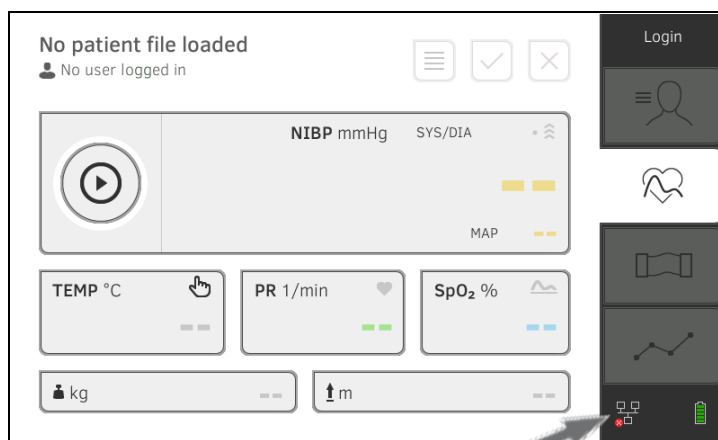 No patient file loaded
No user logged in
Login
NIBP mmHg SYS/DIA
-- 
MAP --
TEMP °C
--
PR 1/min
--
SpO₂ %
--
kg --
m --